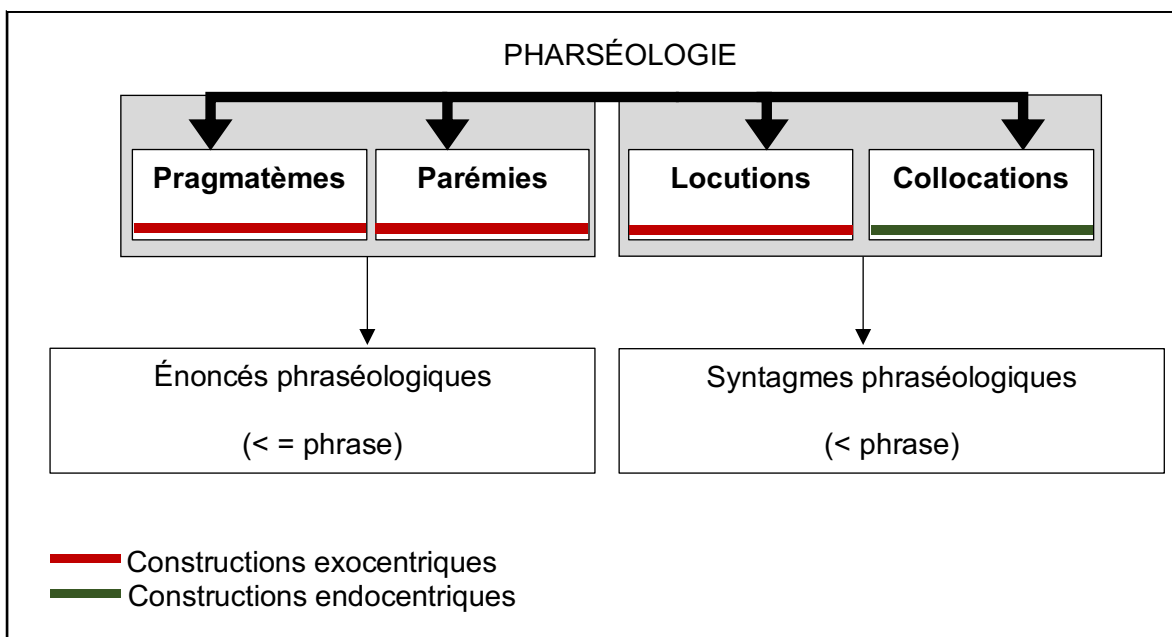 PHARSÉOLOGIE
Pragmatèmes
Parémies
Locutions
Collocations
Énoncés phraséologiques
(< = phrase)
Syntagmes phraséologiques
(< phrase)
Constructions exocentriques
Constructions endocentriques